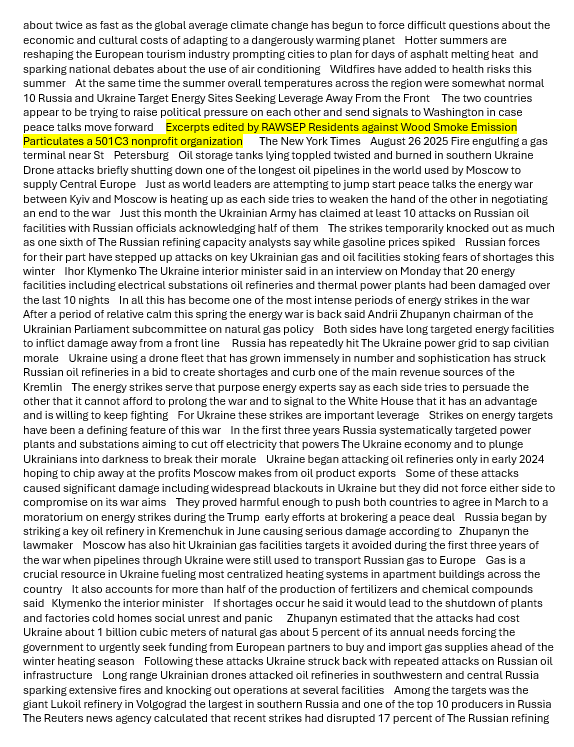 about twice as fast as the global average climate change has begun to force difficult questions about the
economic and cultural costs of adapting to a dangerously warming planet    Hotter summers are
reshaping the European tourism industry prompting cities to plan for days of asphalt melting heat  and
sparking national debates about the use of air conditioning    Wildfires have added to health risks this
summer    At the same time the summer overall temperatures across the region were somewhat normal
10 Russia and Ukraine Target Energy Sites Seeking Leverage Away From the Front    The two countries
appear to be trying to raise political pressure on each other and send signals to Washington in case
peace talks move forward    Excerpts edited by RAWSEP Residents against Wood Smoke Emission
Particulates a 501C3 nonprofit organization    The New York Times    August 26 2025 Fire engulfing a gas
terminal near St    Petersburg    Oil storage tanks lying toppled twisted and burned in southern Ukraine
Drone attacks briefly shutting down one of the longest oil pipelines in the world used by Moscow to
supply Central Europe    Just as world leaders are attempting to jump start peace talks the energy war
between Kyiv and Moscow is heating up as each side tries to weaken the hand of the other in negotiating
an end to the war    Just this month the Ukrainian Army has claimed at least 10 attacks on Russian oil
facilities with Russian officials acknowledging half of them    The strikes temporarily knocked out as much
as one sixth of The Russian refining capacity analysts say while gasoline prices spiked    Russian forces
for their part have stepped up attacks on key Ukrainian gas and oil facilities stoking fears of shortages this
winter    Ihor Klymenko The Ukraine interior minister said in an interview on Monday that 20 energy
facilities including electrical substations oil refineries and thermal power plants had been damaged over
the last 10 nights    In all this has become one of the most intense periods of energy strikes in the war
After a period of relative calm this spring the energy war is back said Andrii Zhupanyn chairman of the
Ukrainian Parliament subcommittee on natural gas policy    Both sides have long targeted energy facilities
to inflict damage away from a front line    Russia has repeatedly hit The Ukraine power grid to sap civilian
morale    Ukraine using a drone fleet that has grown immensely in number and sophistication has struck
Russian oil refineries in a bid to create shortages and curb one of the main revenue sources of the
Kremlin    The energy strikes serve that purpose energy experts say as each side tries to persuade the
other that it cannot afford to prolong the war and to signal to the White House that it has an advantage
and is willing to keep fighting    For Ukraine these strikes are important leverage    Strikes on energy targets
have been a defining feature of this war    In the first three years Russia systematically targeted power
plants and substations aiming to cut off electricity that powers The Ukraine economy and to plunge
Ukrainians into darkness to break their morale    Ukraine began attacking oil refineries only in early 2024
hoping to chip away at the profits Moscow makes from oil product exports    Some of these attacks
caused significant damage including widespread blackouts in Ukraine but they did not force either side to
compromise on its war aims    They proved harmful enough to push both countries to agree in March to a
moratorium on energy strikes during the Trump  early efforts at brokering a peace deal    Russia began by
striking a key oil refinery in Kremenchuk in June causing serious damage according to   Zhupanyn the
lawmaker    Moscow has also hit Ukrainian gas facilities targets it avoided during the first three years of
the war when pipelines through Ukraine were still used to transport Russian gas to Europe    Gas is a
crucial resource in Ukraine fueling most centralized heating systems in apartment buildings across the
country    It also accounts for more than half of the production of fertilizers and chemical compounds
said   Klymenko the interior minister    If shortages occur he said it would lead to the shutdown of plants
and factories cold homes social unrest and panic     Zhupanyn estimated that the attacks had cost
Ukraine about 1 billion cubic meters of natural gas about 5 percent of its annual needs forcing the
government to urgently seek funding from European partners to buy and import gas supplies ahead of the
winter heating season    Following these attacks Ukraine struck back with repeated attacks on Russian oil
infrastructure    Long range Ukrainian drones attacked oil refineries in southwestern and central Russia
sparking extensive fires and knocking out operations at several facilities    Among the targets was the
giant Lukoil refinery in Volgograd the largest in southern Russia and one of the top 10 producers in Russia
The Reuters news agency calculated that recent strikes had disrupted 17 percent of The Russian refining